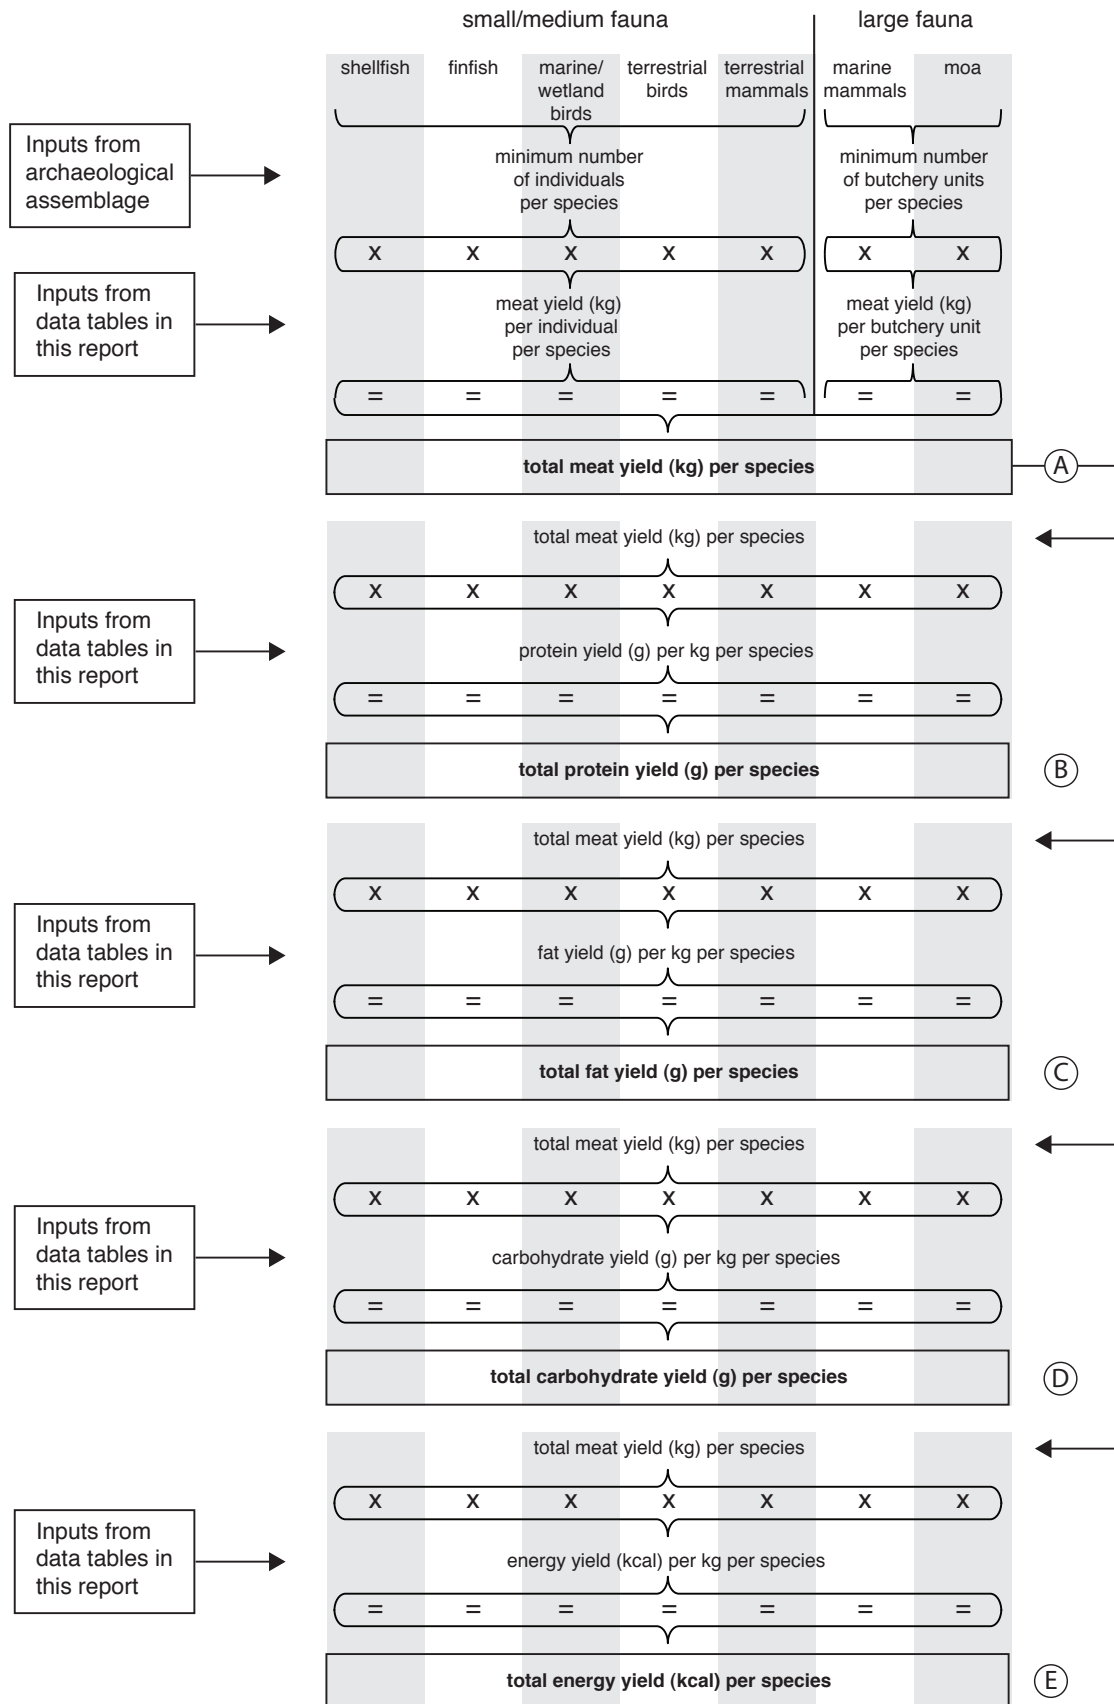 small/medium fauna
large fauna
shellfish
finfish
marine/
wetland
birds
terrestrial
birds
terrestrial
mammals
marine
mammals
moa
Inputs from
archaeological
assemblage
minimum number
of individuals
per species
minimum number
of butchery units
per species
x x x x x x x
Inputs from
data tables in
this report
meat yield (kg)
per individual
per species
meat yield (kg)
per butchery unit
per species
= = = = = = =
total meat yield (kg) per species
A
total meat yield (kg) per species
x x x x x x x
Inputs from
data tables in
this report
protein yield (g) per kg per species
= = = = = = =
total protein yield (g) per species
B
total meat yield (kg) per species
x x x x x x x
Inputs from
data tables in
this report
fat yield (g) per kg per species
= = = = = = =
total fat yield (g) per species
C
total meat yield (kg) per species
x x x x x x x
Inputs from
data tables in
this report
carbohydrate yield (g) per kg per species
= = = = = = =
total carbohydrate yield (g) per species
D
total meat yield (kg) per species
x x x x x x x
Inputs from
data tables in
this report
energy yield (kcal) per kg per species
= = = = = = =
total energy yield (kcal) per species
E